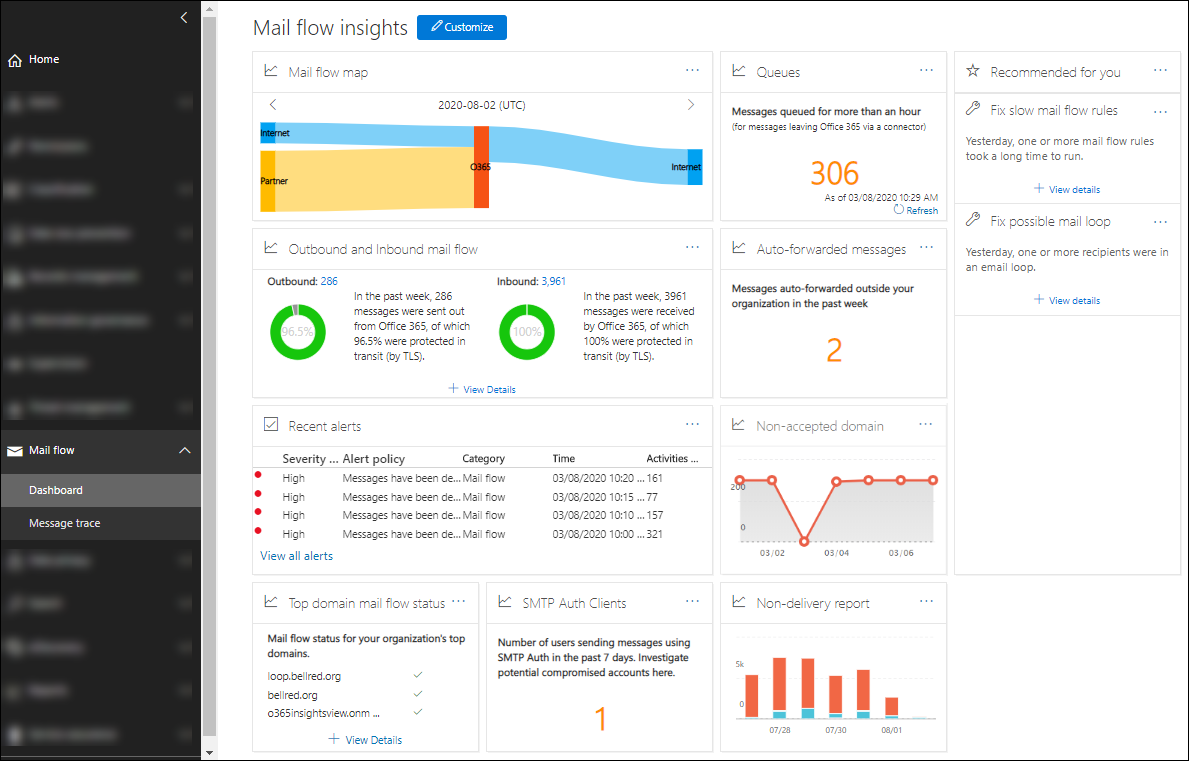 Home
Mail flow
Dashboard
Message trace
Mail flow insights
Customize
Mail flow map
2020-08-02 (UTC)
Internet
Partner
O365
Internet
Queues
Messages queued for more than an hour
(for messages leaving Office 365 via a connector)
306
As of 03/08/2020 10:29 AM
Refresh
Recommended for you
Fix slow mail flow rules
Yesterday, one or more mail flow rules
took a long time to run.
View details
Fix possible mail loop
Yesterday, one or more recipients were in
an email loop.
View details
Outbound and Inbound mail flow
Outbound: 286
96.5%
In the past week, 286
messages were sent out
from Office 365, of which
96.5% were protected in
transit (by TLS).
Inbound: 3,961
100%
In the past week, 3961
messages were received
by Office 365, of which
100% were protected in
transit (by TLS).
View Details
Auto-forwarded messages
Messages auto-forwarded outside your
organization in the past week
2
Recent alerts
Severity ... Alert policy Category Time Activities ...
High Messages have been de... Mail flow 03/08/2020 10:20 ... 161
High Messages have been de... Mail flow 03/08/2020 10:15 ... 77
High Messages have been de... Mail flow 03/08/2020 10:10 ... 157
High Messages have been de... Mail flow 03/08/2020 10:00 ... 321
View all alerts
Non-accepted domain
200
0
03/02 03/04 03/06
Top domain mail flow status
Mail flow status for your organization's top
domains.
loop.bellred.org
bellred.org
o365insightsview.onm ...
View Details
SMTP Auth Clients
Number of users sending messages using
SMTP Auth in the past 7 days. Investigate
potential compromised accounts here.
1
Non-delivery report
5k
0
07/28 07/30 08/01